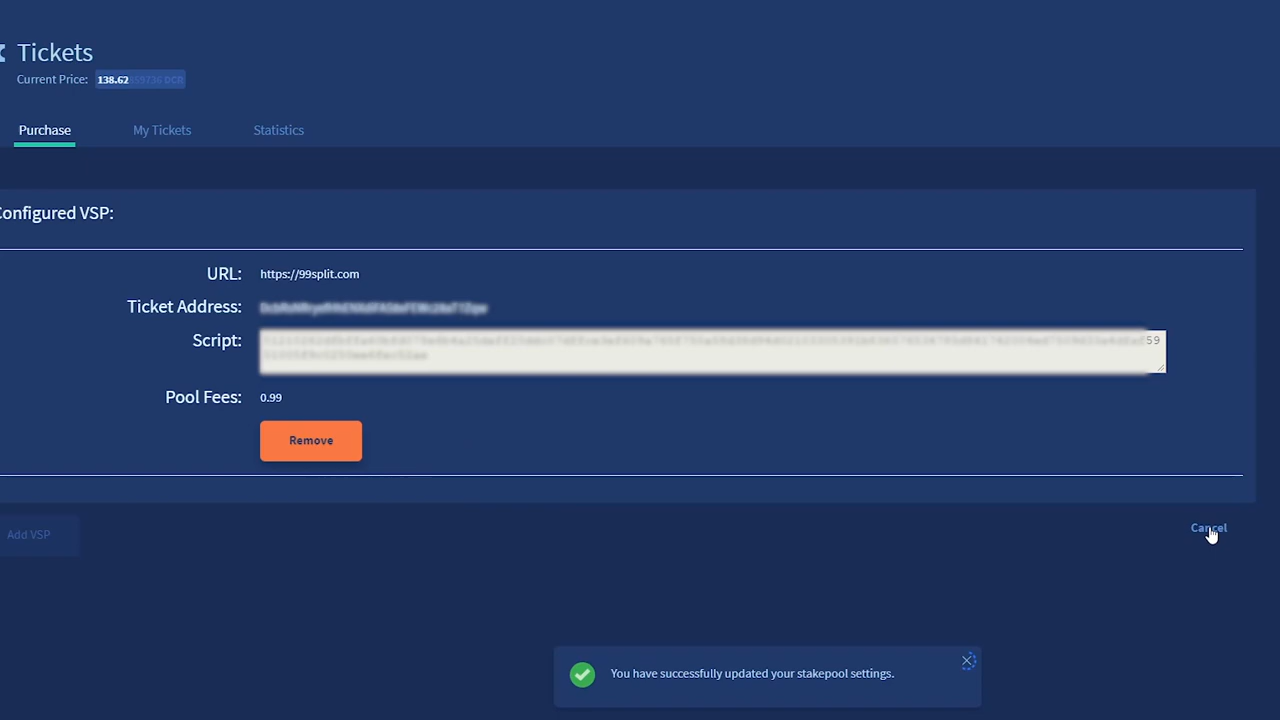 Tickets
Current Price: 138.62
Purchase My Tickets Statistics
Configured VSP:
URL: https://99split.com
Ticket Address:
Script: 59
Pool Fees: 0.99
Remove
Add VSP
Cancel
You have successfully updated your stakepool settings.